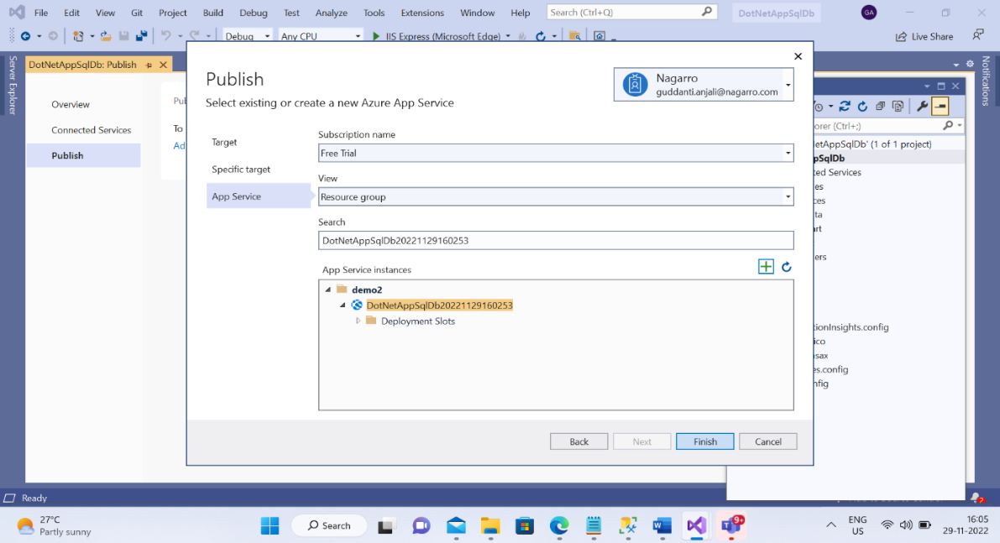 File Edit View Git Project Build Debug Test Analyze Tools Extensions Window Help Search (Ctrl+Q) DotNetAppSqlDb GA
Debug Any CPU IIS Express (Microsoft Edge) Live Share
Server Explorer
DotNetAppSqlDb: Publish
Notifications
Overview
Connected Services
Publish
Pub
To
Ad
Publish
Select existing or create a new Azure App Service
Nagarro
guddanti.anjali@nagarro.com
Target
Specific target
App Service
Subscription name
Free Trial
View
Resource group
Search
DotNetAppSqlDb20221129160253
App Service instances
demo2
DotNetAppSqlDb20221129160253
Deployment Slots
Back Next Finish Cancel
orer (Ctrl+;)
etAppSqlDb' (1 of 1 project)
pSqlDb
ted Services
es
ces
ta
rt
ers
tionInsights.config
ico
asax
es.config
nfig
Ready
2
27°C
Partly sunny
Search
9+
ENG
US
16:05
29-11-2022